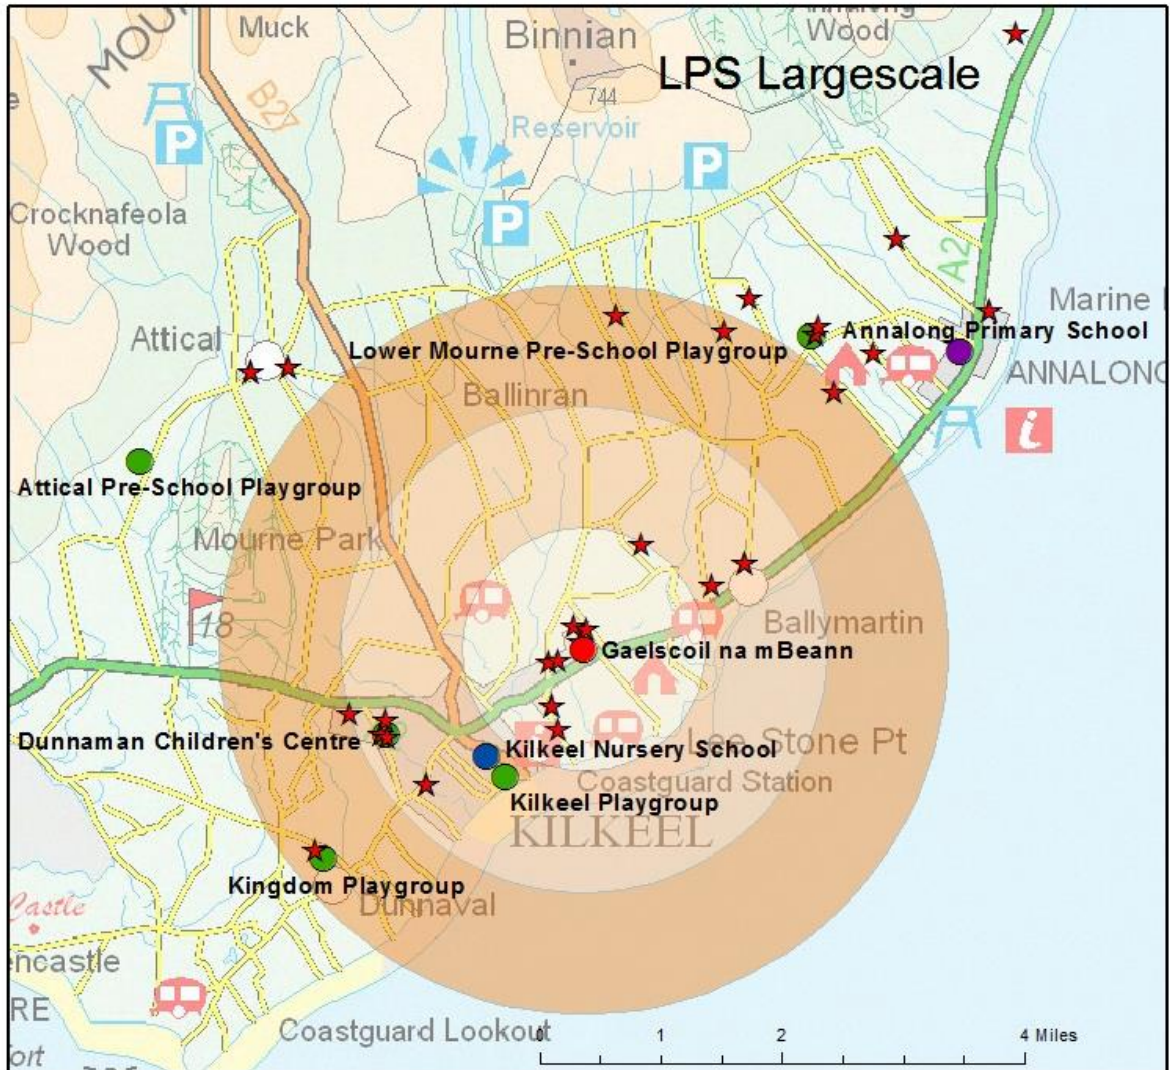 MOU
Muck
Binnian
744
Wood
LPS Largescale
B27
Reservoir
P
P
P
Crocknafeola
Wood
A2
Marine
Attical
Annalong Primary School
Lower Mourne Pre-School Playgroup
ANNALONG
Ballinran
i
Attical Pre-School Playgroup
Mourne Park
18
Ballymartin
Gaelscoil na mBeann
Dunnaman Children's Centre
Lee Stone Pt
Kilkeel Nursery School
Coastguard Station
Kilkeel Playgroup
KILKEEL
Kingdom Playgroup
Dunnaval
Castle
encastle
RE
Coastguard Lookout
ort
0 1 2 4 Miles